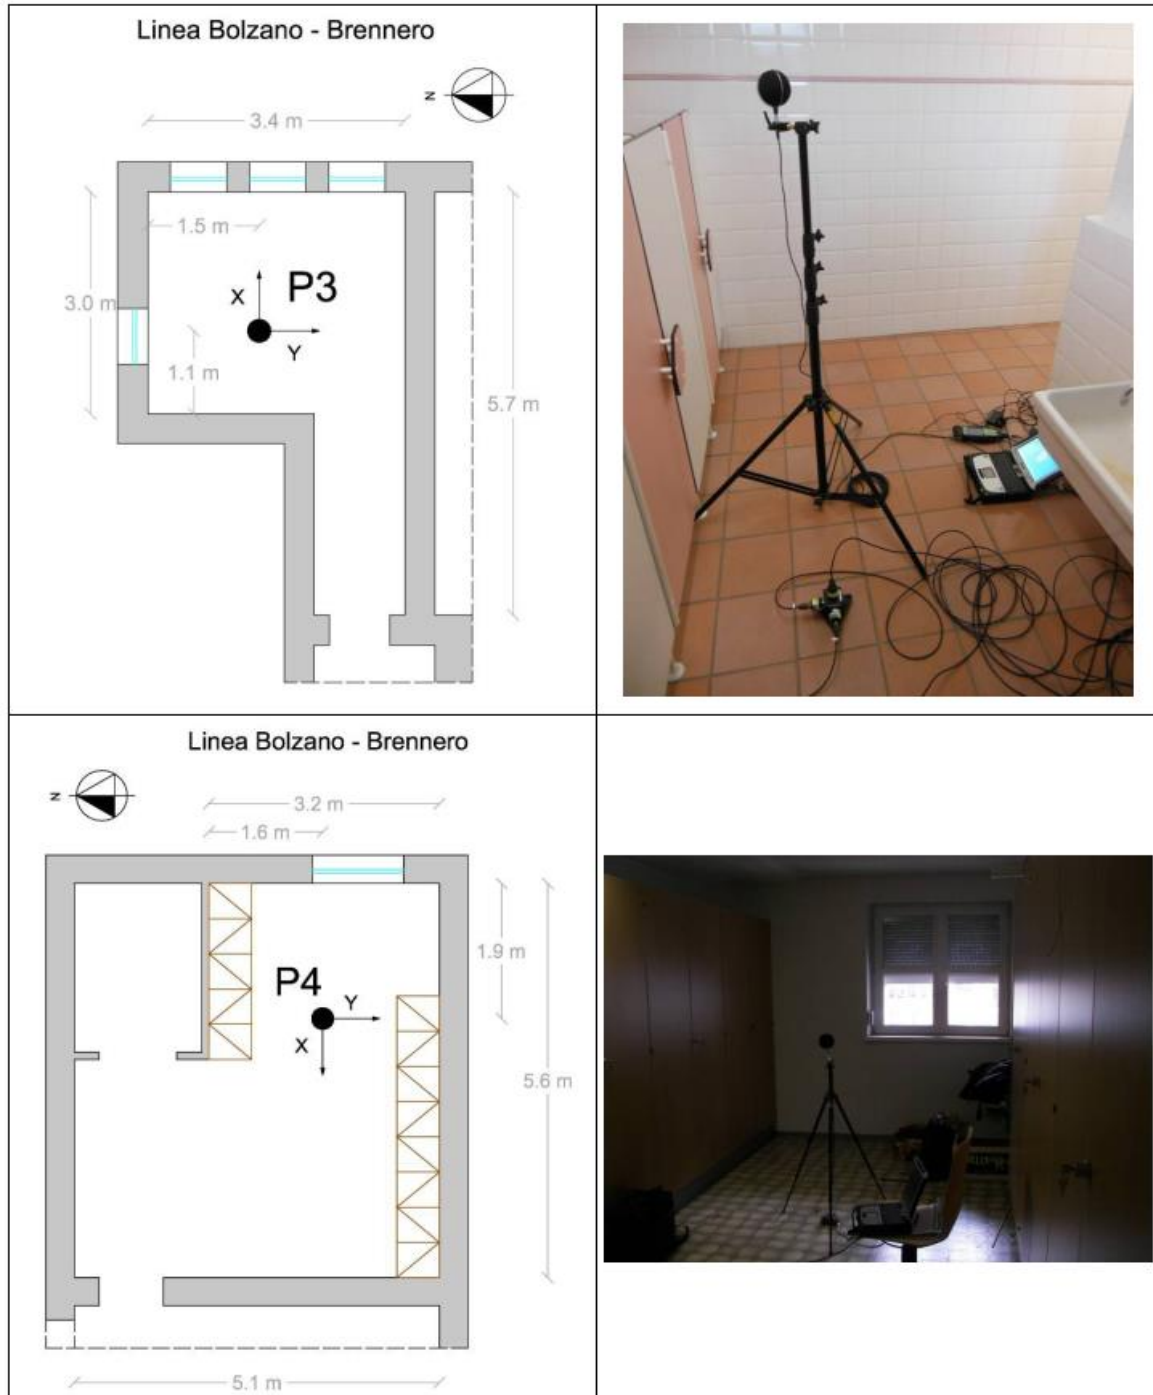 Linea Bolzano - Brennero
N
3.4 m
1.5 m
3.0 m
X
P3
Y
1.1 m
5.7 m
Linea Bolzano - Brennero
N
3.2 m
1.6 m
1.9 m
P4
Y
X
5.6 m
5.1 m